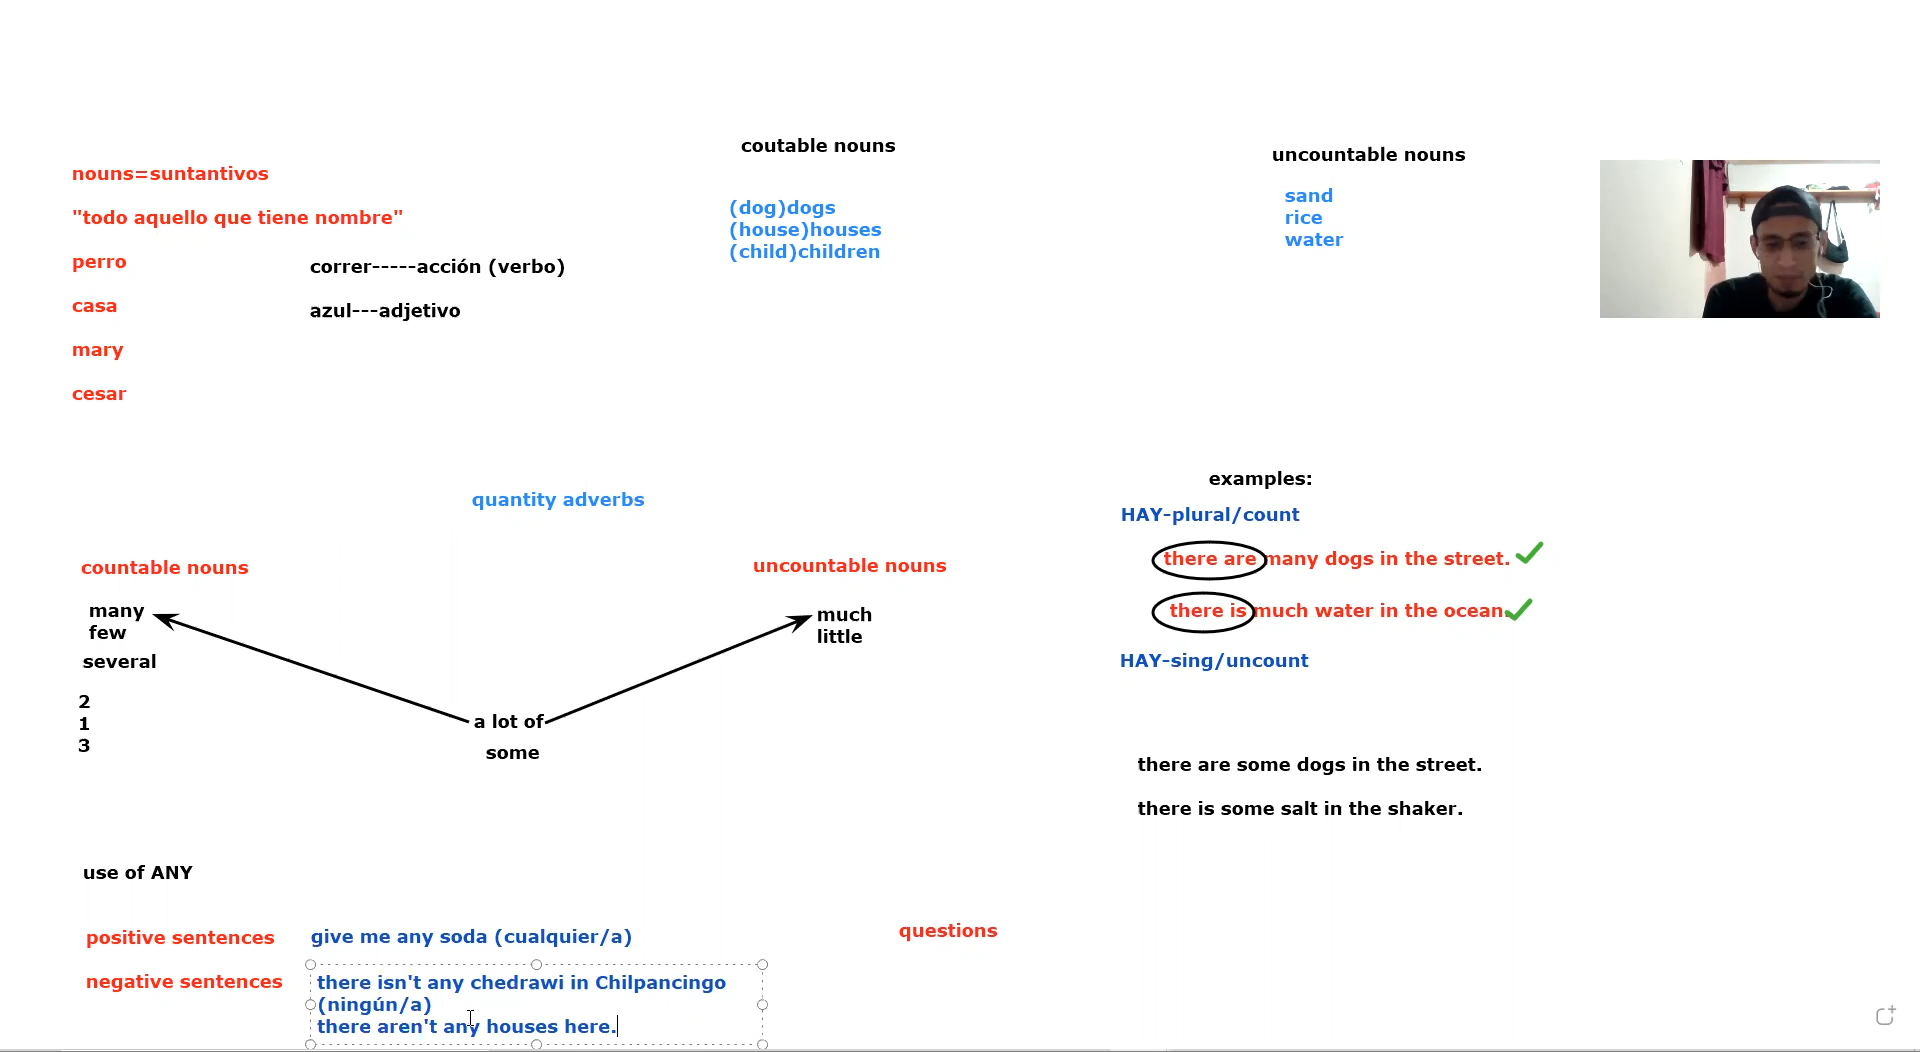 coutable nouns
uncountable nouns
nouns=suntantivos
"todo aquello que tiene nombre"
perro
casa
mary
cesar
correr-----acción (verbo)
azul---adjetivo
(dog)dogs
(house)houses
(child)children
sand
rice
water
quantity adverbs
countable nouns
many
few
several
2
1
3
a lot of
some
uncountable nouns
much
little
examples:
HAY-plural/count
there are many dogs in the street.
there is much water in the ocean.
HAY-sing/uncount
there are some dogs in the street.
there is some salt in the shaker.
use of ANY
positive sentences
give me any soda (cualquier/a)
negative sentences
there isn't any chedrawi in Chilpancingo
(ningún/a)
there aren't any houses here.
questions